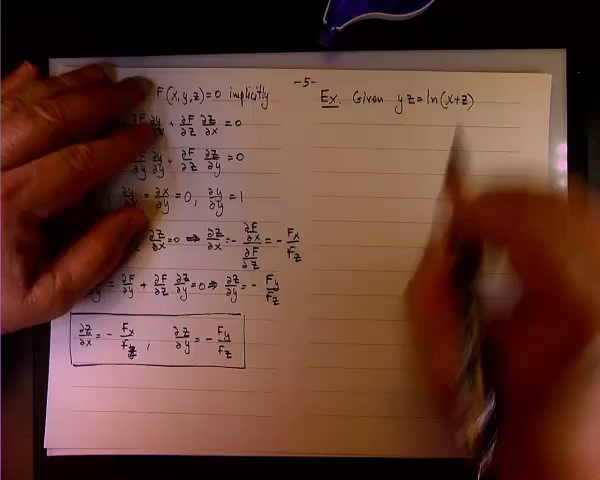 -5-
F(x,y,z)=0 implicitly
∂F/∂y ∂y/∂x + ∂F/∂z ∂z/∂x = 0
∂y/∂y + ∂F/∂z ∂z/∂y = 0
= ∂x/∂y = 0, ∂y/∂y = 1
∂z/∂x = 0 ⇒ ∂z/∂x = - ∂F/∂x / ∂F/∂z = - Fx/Fz
= ∂F/∂y + ∂F/∂z ∂z/∂y = 0 ⇒ ∂z/∂y = - Fy/Fz
∂z/∂x = - Fx/Fz, ∂z/∂y = - Fy/Fz
Ex. Given yz = ln(x+z)